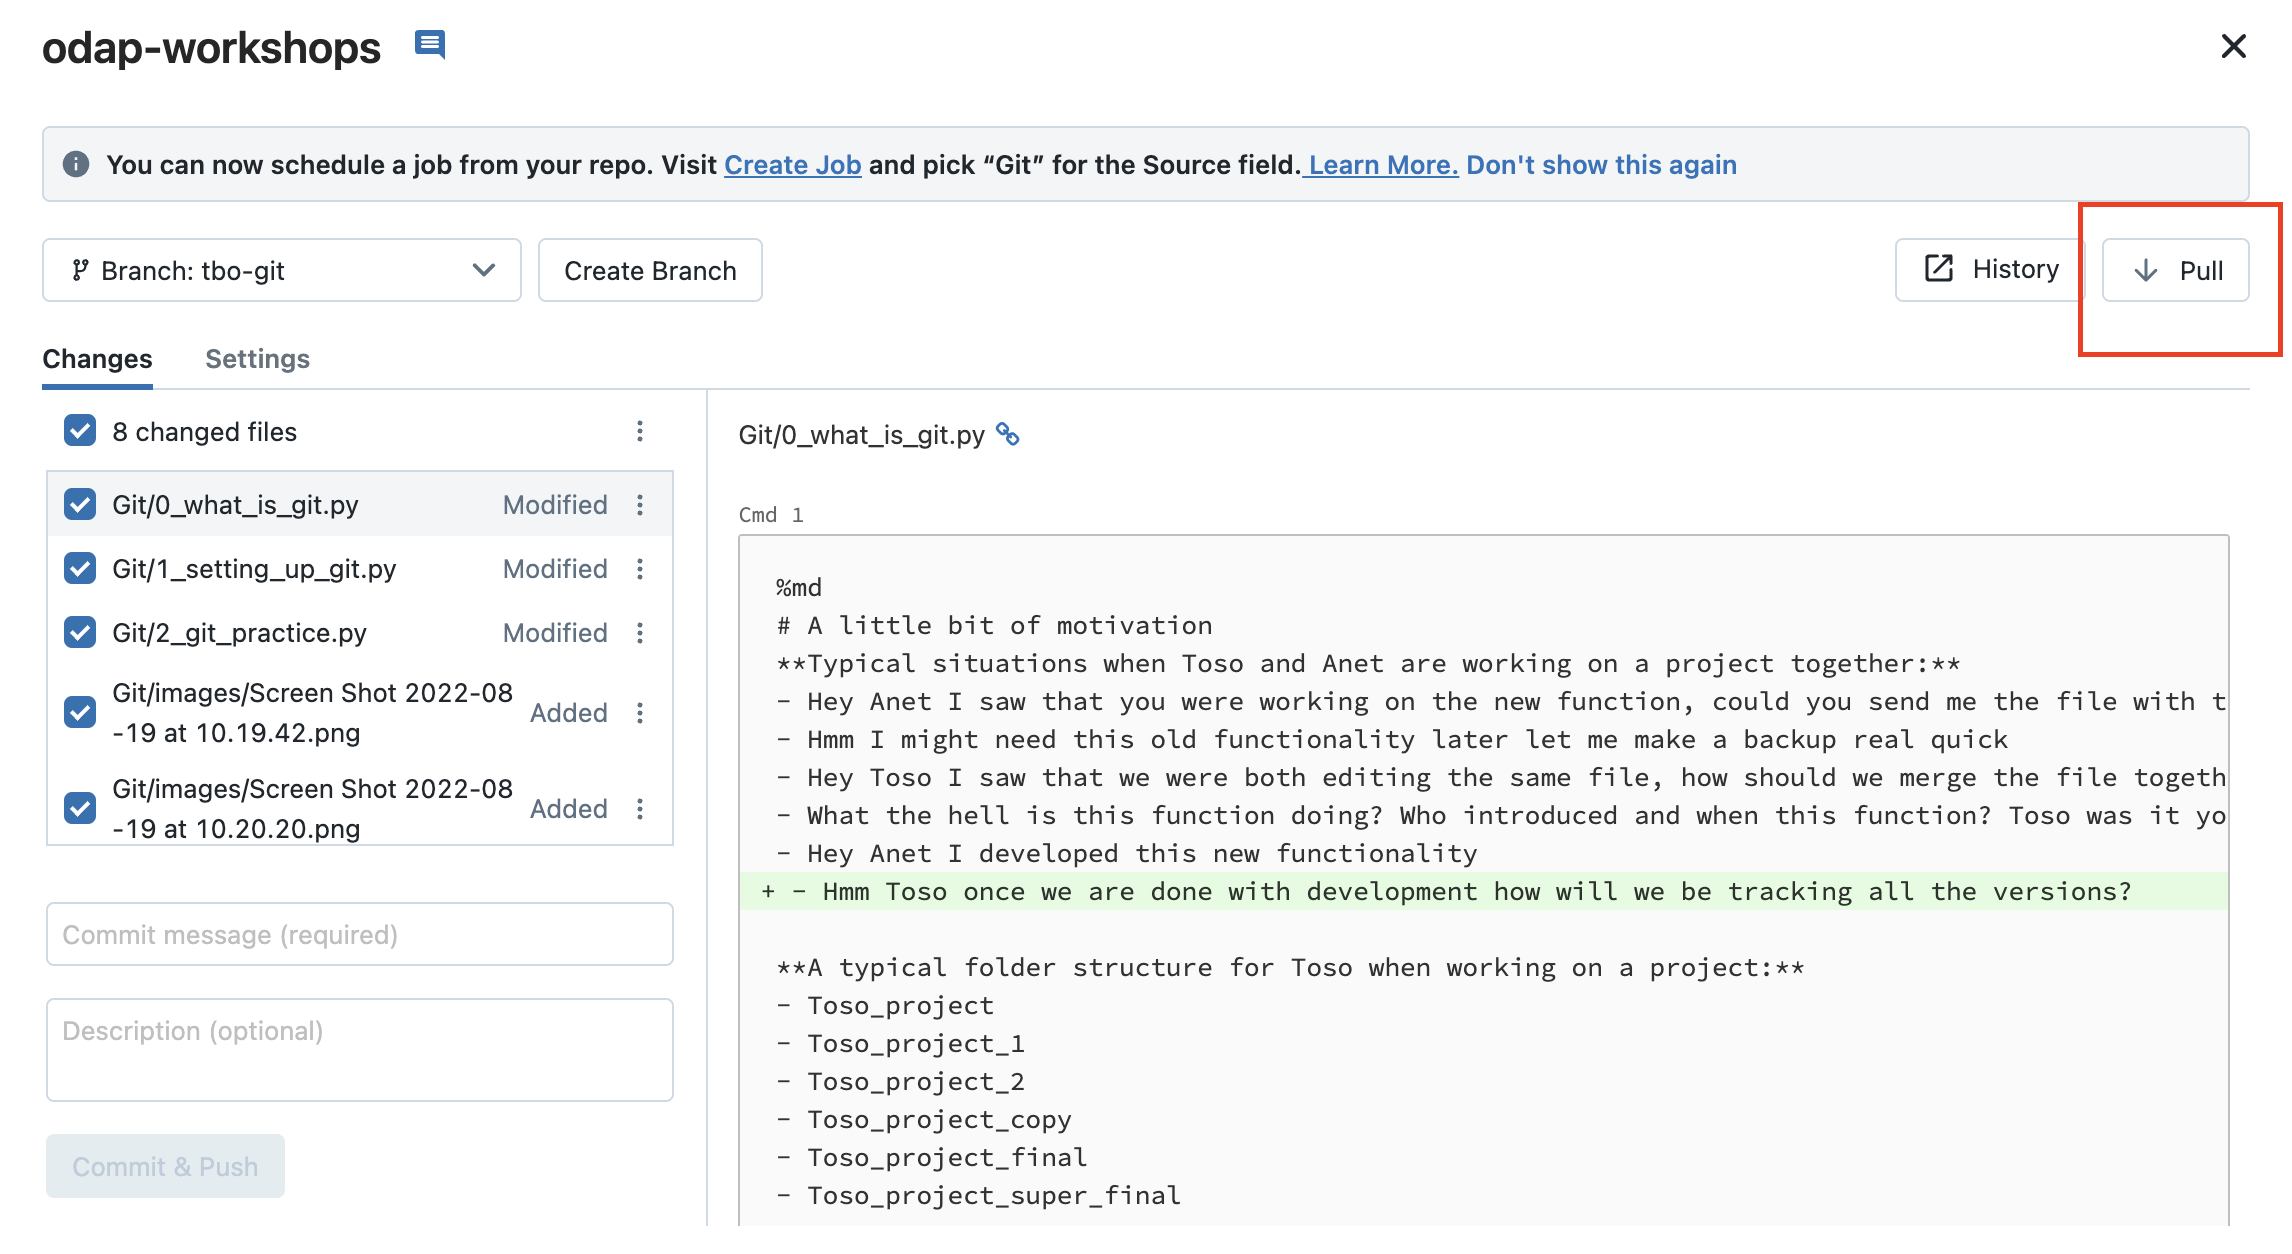 odap-workshops
You can now schedule a job from your repo. Visit Create Job and pick “Git” for the Source field. Learn More. Don't show this again
Branch: tbo-git
Create Branch
History
Pull
Changes
Settings
8 changed files
Git/0_what_is_git.py Modified
Git/1_setting_up_git.py Modified
Git/2_git_practice.py Modified
Git/images/Screen Shot 2022-08
-19 at 10.19.42.png
Added
Git/images/Screen Shot 2022-08
-19 at 10.20.20.png
Added
Commit message (required)
Description (optional)
Commit & Push
Git/0_what_is_git.py
Cmd 1
%md
# A little bit of motivation
**Typical situations when Toso and Anet are working on a project together:**
- Hey Anet I saw that you were working on the new function, could you send me the file with t
- Hmm I might need this old functionality later let me make a backup real quick
- Hey Toso I saw that we were both editing the same file, how should we merge the file togeth
- What the hell is this function doing? Who introduced and when this function? Toso was it yo
- Hey Anet I developed this new functionality
+ - Hmm Toso once we are done with development how will we be tracking all the versions?
**A typical folder structure for Toso when working on a project:**
- Toso_project
- Toso_project_1
- Toso_project_2
- Toso_project_copy
- Toso_project_final
- Toso_project_super_final